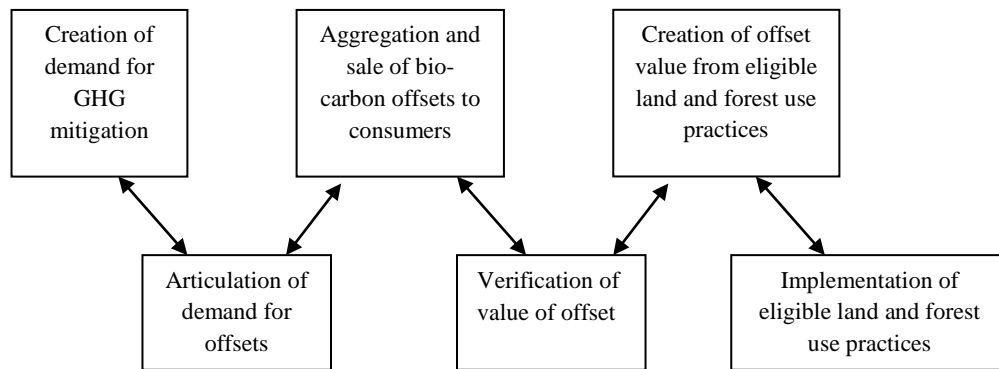 Creation of
demand for
GHG
mitigation
Aggregation and
sale of bio-
carbon offsets to
consumers
Creation of offset
value from eligible
land and forest use
practices
Articulation of
demand for
offsets
Verification of
value of offset
Implementation of
eligible land and forest
use practices